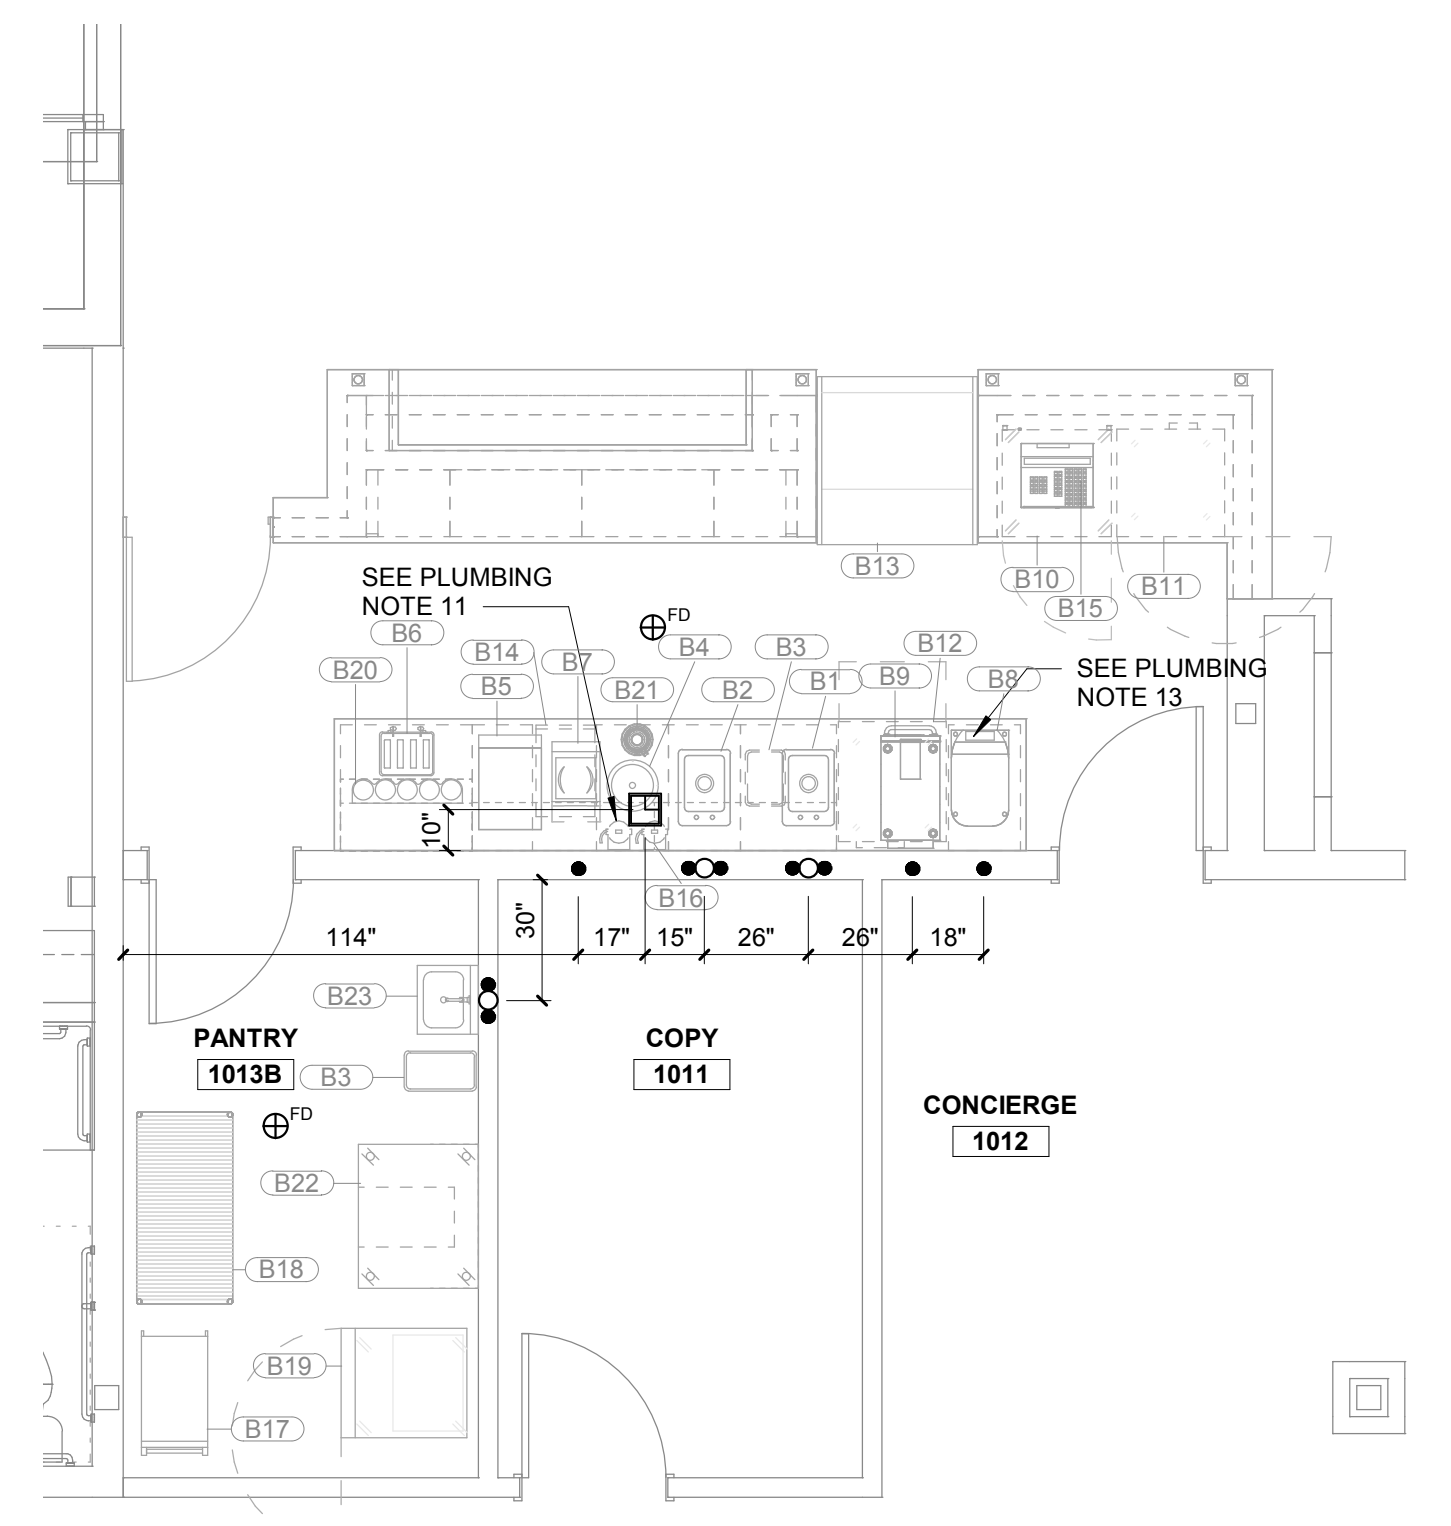 B13
B10
B11
B15
SEE PLUMBING
NOTE 11
FD
B6
B14
B7
B4
B3
B12
B20
B5
B21
B2
B1
B9
B8
SEE PLUMBING
NOTE 13
10"
B16
30"
114"
17"
15"
26"
26"
18"
B23
PANTRY
1013B
COPY
1011
B3
FD
CONCIERGE
1012
B22
B18
B19
B17